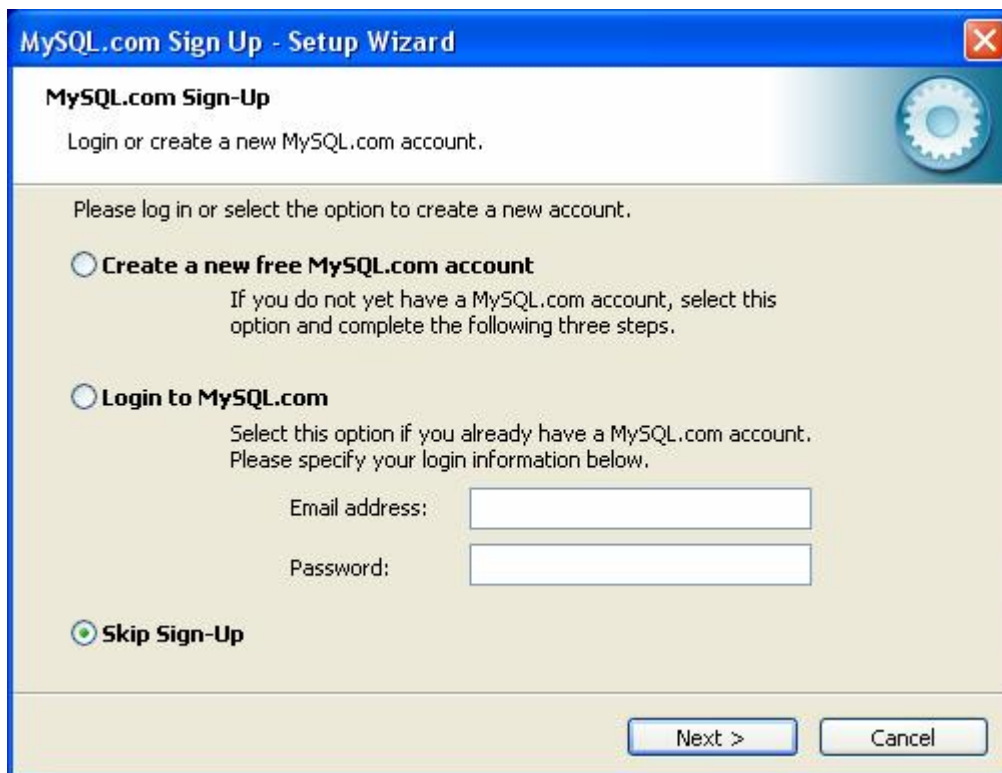 MySQL.com Sign Up - Setup Wizard
MySQL.com Sign-Up
Login or create a new MySQL.com account.
Please log in or select the option to create a new account.
Create a new free MySQL.com account
If you do not yet have a MySQL.com account, select this
option and complete the following three steps.
Login to MySQL.com
Select this option if you already have a MySQL.com account.
Please specify your login information below.
Email address:
Password:
Skip Sign-Up
Next > Cancel